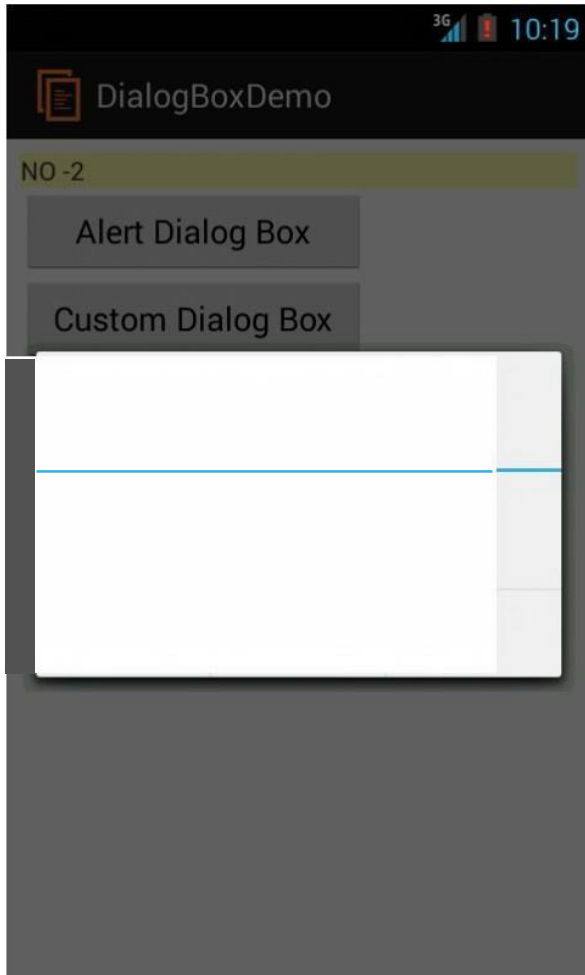 3G 10:19
DialogBoxDemo
NO -2
Alert Dialog Box
Custom Dialog Box